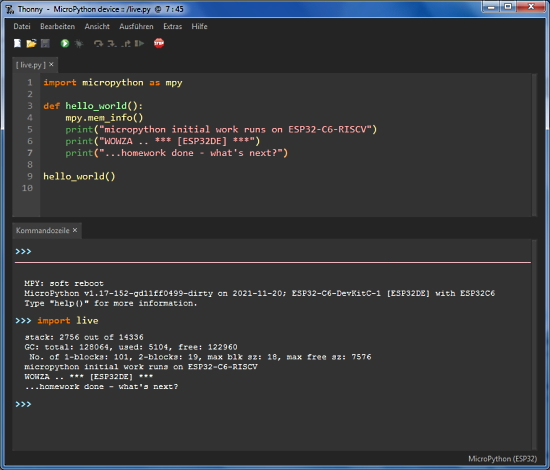 Thonny - MicroPython device :: /live.py @ 7 : 45
Datei Bearbeiten Ansicht Ausführen Extras Hilfe
STOP
[ live.py ] ×
1 import micropython as mpy
2
3 def hello_world():
4 mpy.mem_info()
5 print("micropython initial work runs on ESP32-C6-RISCV")
6 print("WOWZA .. *** [ESP32DE] ***")
7 print("...homework done - what's next?")
8
9 hello_world()
10
Kommandozeile ×
>>>
MPY: soft reboot
MicroPython v1.17-152-gd11ff0499-dirty on 2021-11-20; ESP32-C6-DevKitC-1 [ESP32DE] with ESP32C6
Type "help()" for more information.
>>> import live
stack: 2756 out of 14336
GC: total: 128064, used: 5104, free: 122960
No. of 1-blocks: 101, 2-blocks: 19, max blk sz: 18, max free sz: 7576
micropython initial work runs on ESP32-C6-RISCV
WOWZA .. *** [ESP32DE] ***
...homework done - what's next?
>>>
MicroPython (ESP32)